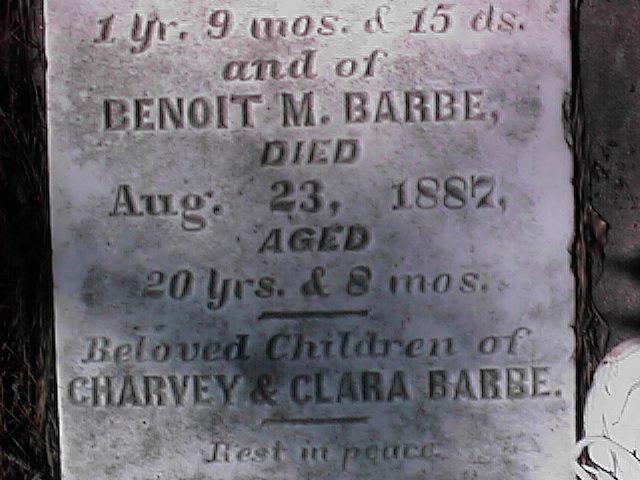 1 yr. 9 mos. & 15 ds.
and of
BENOIT M. BARBE,
DIED
Aug. 23, 1887,
AGED
20 yrs. & 8 mos.
Beloved Children of
CHARVEY & CLARA BARBE.
Rest in peace.